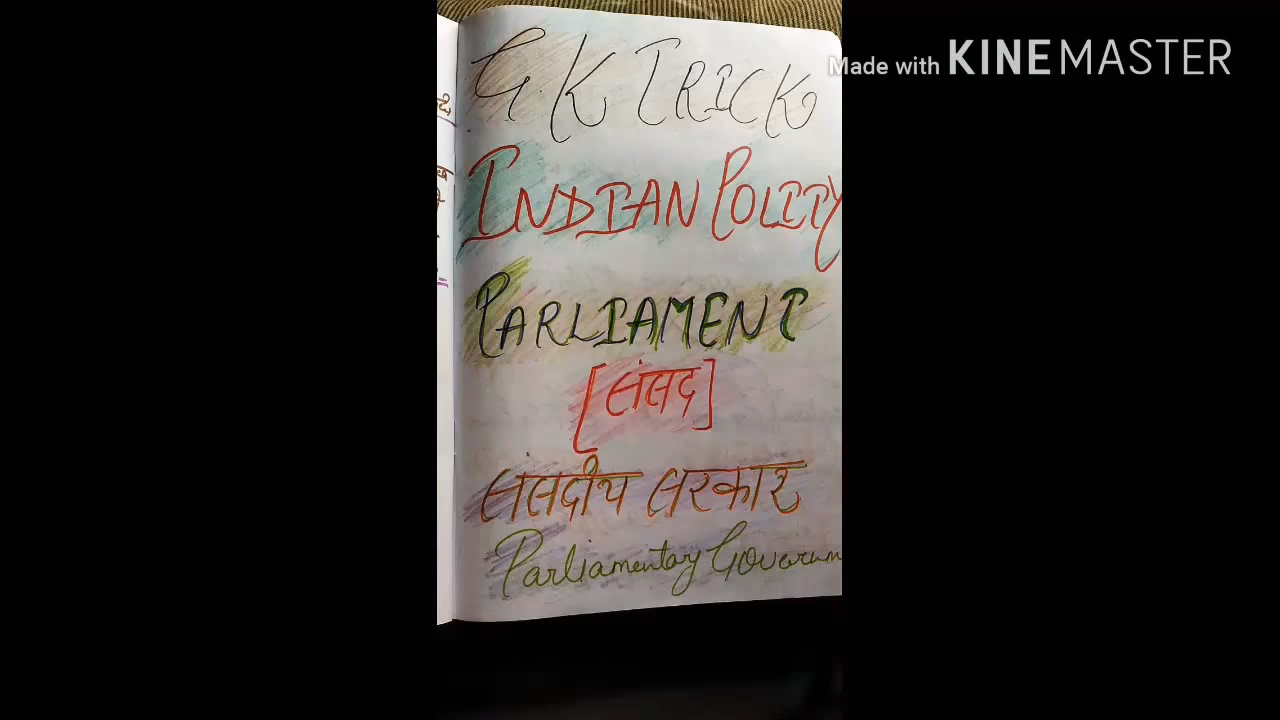 G.K TRICK
Made with KINEMASTER
INDIAN POLITY
PARLIAMENT
[संसद]
संसदीय सरकार
Parliamentary Governm